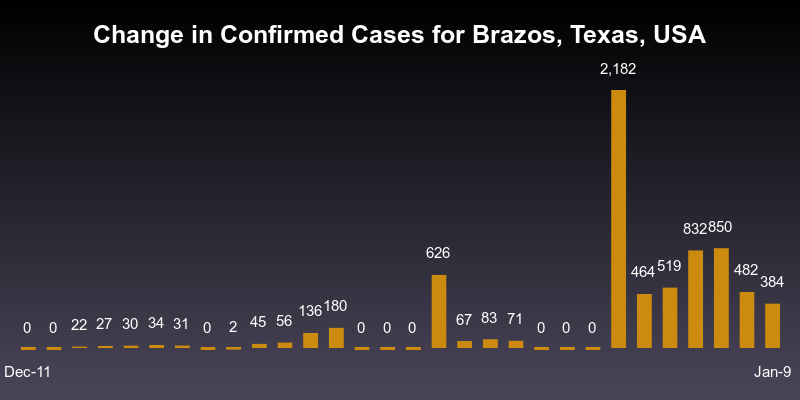 Change in Confirmed Cases for Brazos, Texas, USA
0 0 22 27 30 34 31 0 2 45 56 136 180 0 0 0 626 67 83 71 0 0 0 2,182 464 519 832 850 482 384
Dec-11 Jan-9